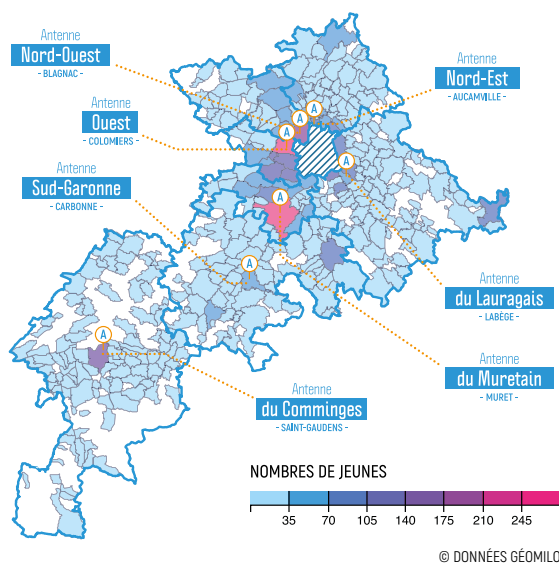 Antenne
Nord-Ouest
- BLAGNAC -
Antenne
Nord-Est
- AUCAMVILLE -
Antenne
Ouest
- COLOMIERS -
Antenne
Sud-Garonne
- CARBONNE -
A
A
A
A
A
A
A
Antenne
du Lauragais
- LABÈGE -
Antenne
du Muretain
- MURET -
Antenne
du Comminges
- SAINT-GAUDENS -
NOMBRES DE JEUNES
35 70 105 140 175 210 245
© DONNÉES GÉOMILO